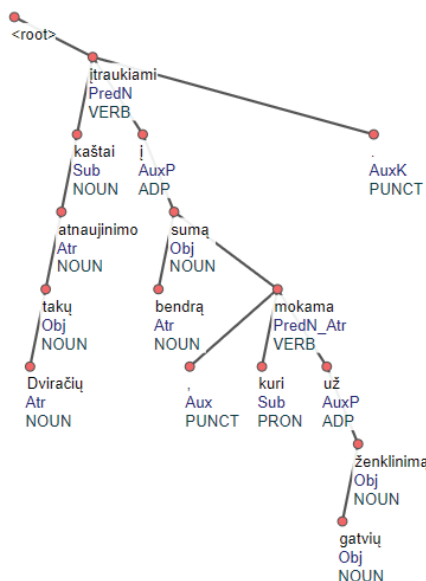 <root>
įtraukiami
PredN
VERB
kaštai
Sub
NOUN
į
AuxP
ADP
.
AuxK
PUNCT
atnaujinimo
Atr
NOUN
sumą
Obj
NOUN
takų
Obj
NOUN
bendrą
Atr
NOUN
mokama
PredN_Atr
VERB
Dviračių
Atr
NOUN
,
Aux
PUNCT
kuri
Sub
PRON
už
AuxP
ADP
ženklinima
Obj
NOUN
gatvių
Obj
NOUN